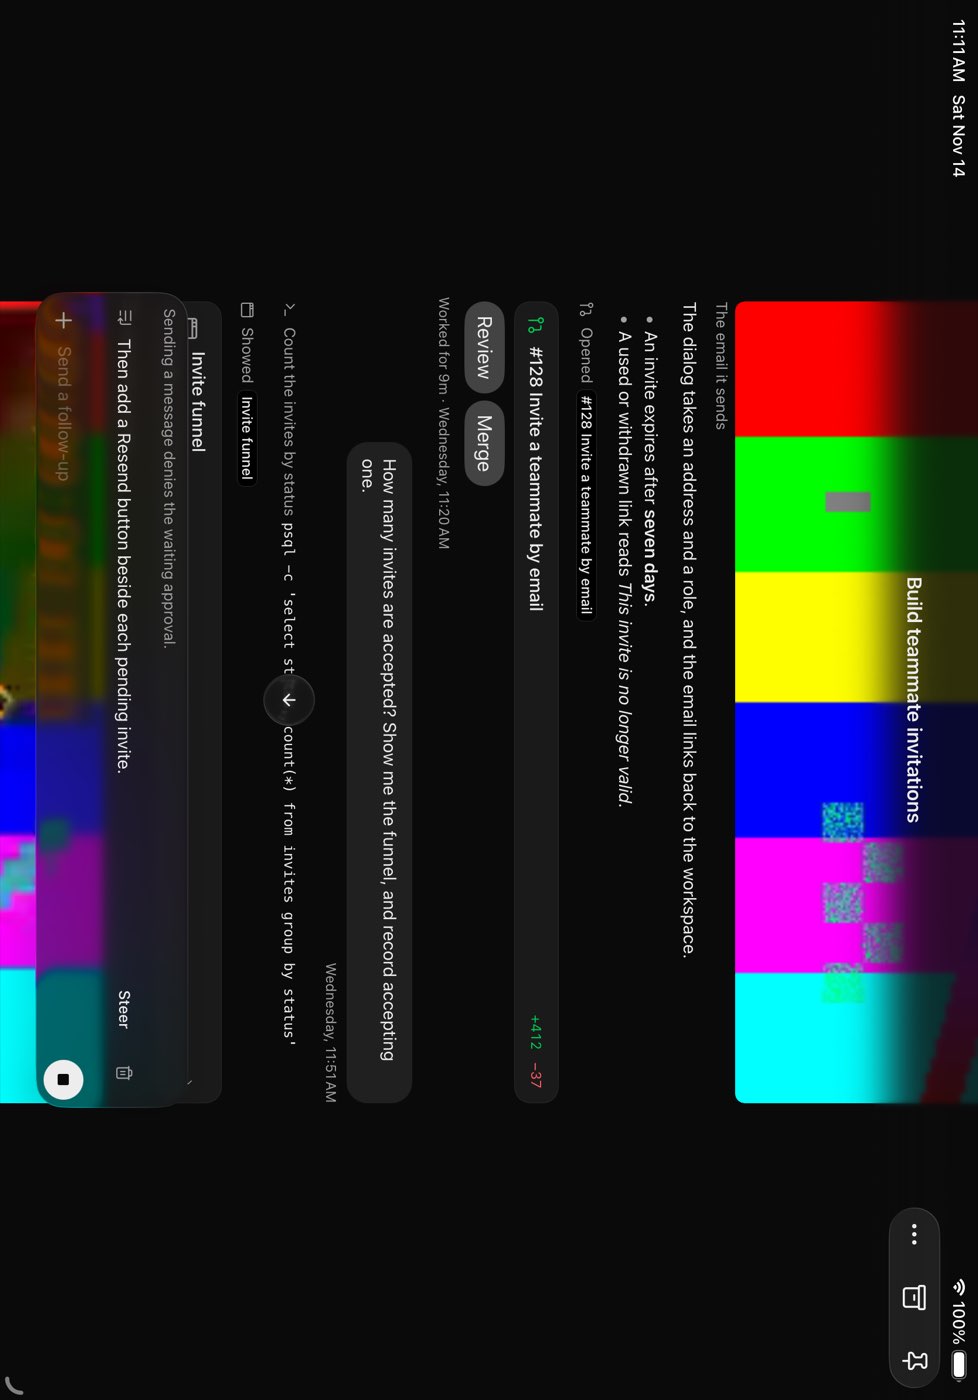 11:11 AM Sat Nov 14
100%
Build teammate invitations
The email it sends
The dialog takes an address and a role, and the email links back to the workspace.
• An invite expires after seven days.
• A used or withdrawn link reads This invite is no longer valid.
Opened #128 Invite a teammate by email
#128 Invite a teammate by email +412 −37
Review Merge
Worked for 9m · Wednesday, 11:20 AM
How many invites are accepted? Show me the funnel, and record accepting
one.
Wednesday, 11:51 AM
Count the invites by status psql -c 'select st count(*) from invites group by status'
Showed Invite funnel
Invite funnel
Sending a message denies the waiting approval.
Then add a Resend button beside each pending invite. Steer
Send a follow-up